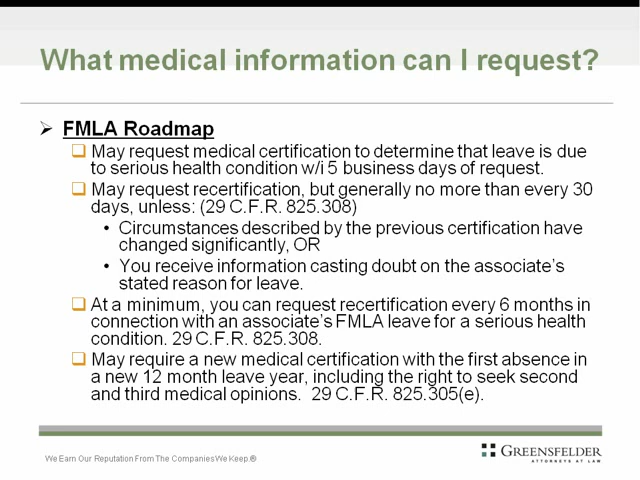 What medical information can I request?
➢ FMLA Roadmap
❑ May request medical certification to determine that leave is due
to serious health condition w/i 5 business days of request.
❑ May request recertification, but generally no more than every 30
days, unless: (29 C.F.R. 825.308)
• Circumstances described by the previous certification have
changed significantly, OR
• You receive information casting doubt on the associate's
stated reason for leave.
❑ At a minimum, you can request recertification every 6 months in
connection with an associate's FMLA leave for a serious health
condition. 29 C.F.R. 825.308.
❑ May require a new medical certification with the first absence in
a new 12 month leave year, including the right to seek second
and third medical opinions. 29 C.F.R. 825.305(e).
We Earn Our Reputation From The Companies We Keep.®
GREENSFELDER
ATTORNEYS AT LAW